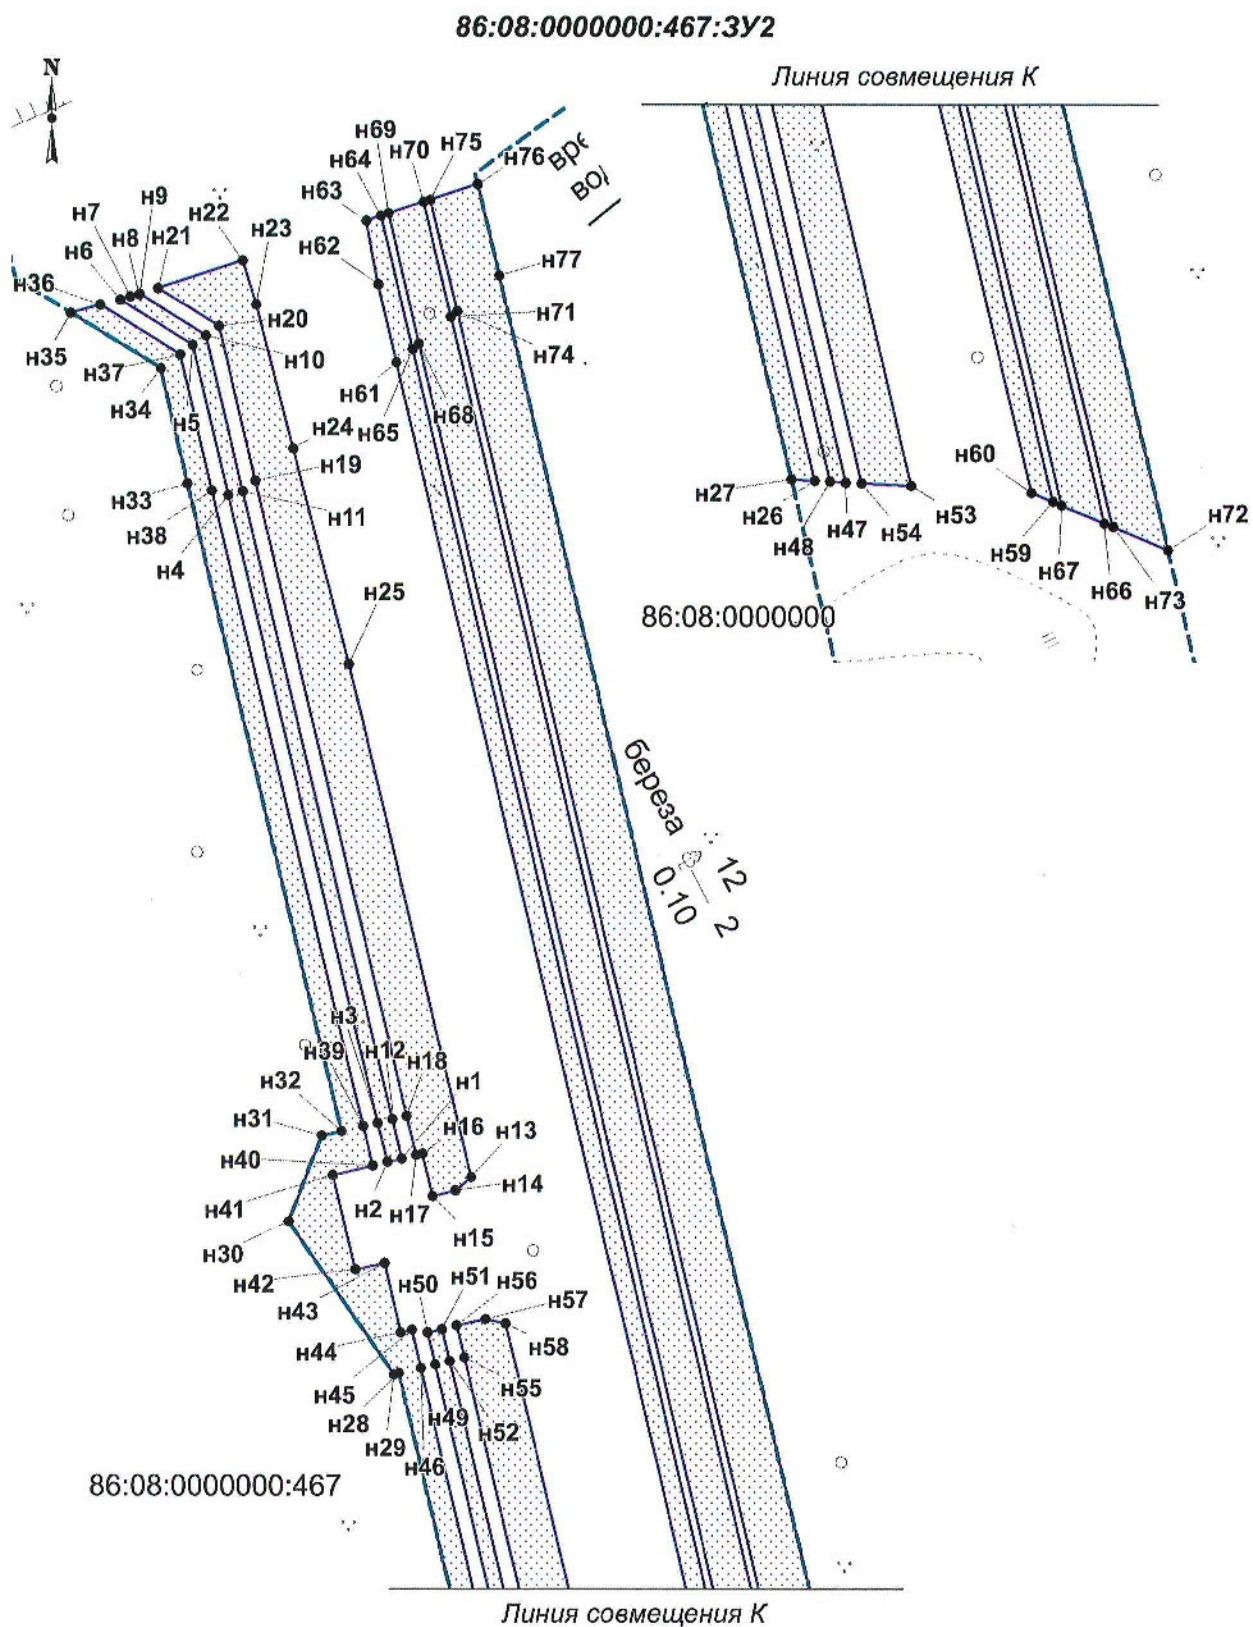 86:08:0000000:467:ЗУ2
Линия совмещения К
N
н69
н64
н70
н75
н63
н76
вре
во
н7
н9
н22
н6
н8
н21
н23
н62
н77
н36
н20
н71
н35
н10
н74
н37
н61
н34
н5
н65
н68
н24
н19
н60
н33
н11
н27
н26
н53
н72
н38
н48
н47
н54
н59
н4
н67
н66
н73
н25
86:08:0000000
береза
12
0.10
2
н3
н39
н12
н18
н32
н1
н31
н16
н13
н40
н14
н41
н2
н17
н15
н30
н42
н50
н51
н56
н57
н43
н44
н58
н45
н55
н28
н49
н52
н29
н46
86:08:0000000:467
Линия совмещения К